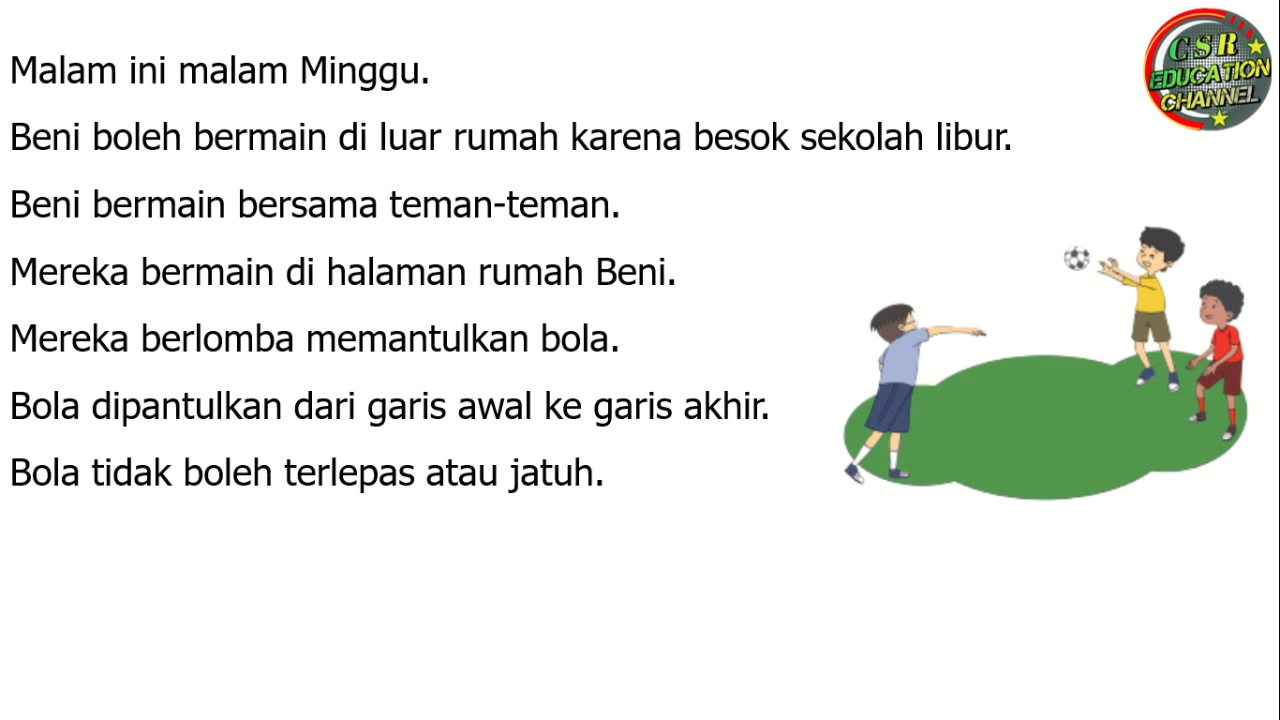 Malam ini malam Minggu.
Beni boleh bermain di luar rumah karena besok sekolah libur.
Beni bermain bersama teman-teman.
Mereka bermain di halaman rumah Beni.
Mereka berlomba memantulkan bola.
Bola dipantulkan dari garis awal ke garis akhir.
Bola tidak boleh terlepas atau jatuh.
CSR
EDUCATION
CHANNEL